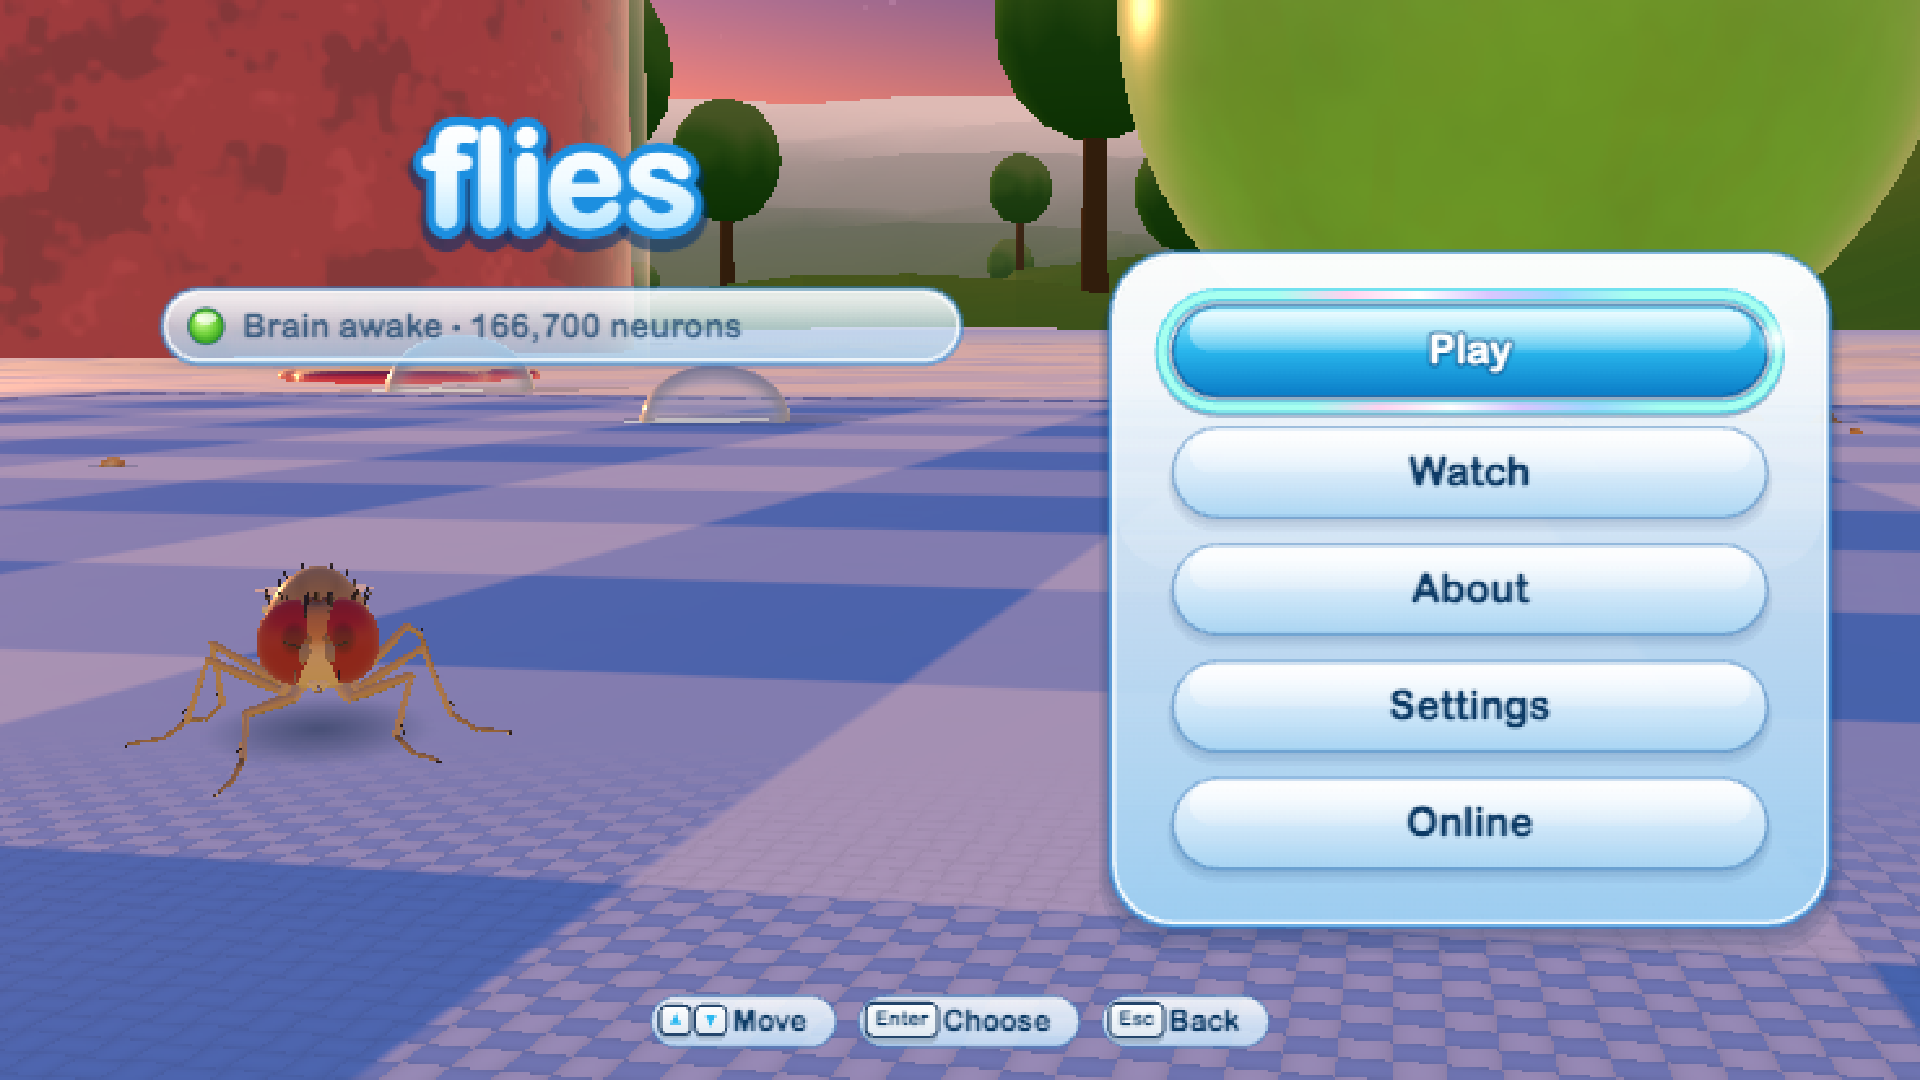 flies
Brain awake • 166,700 neurons
Play
Watch
About
Settings
Online
▲ ▼ Move
Enter Choose
Esc Back